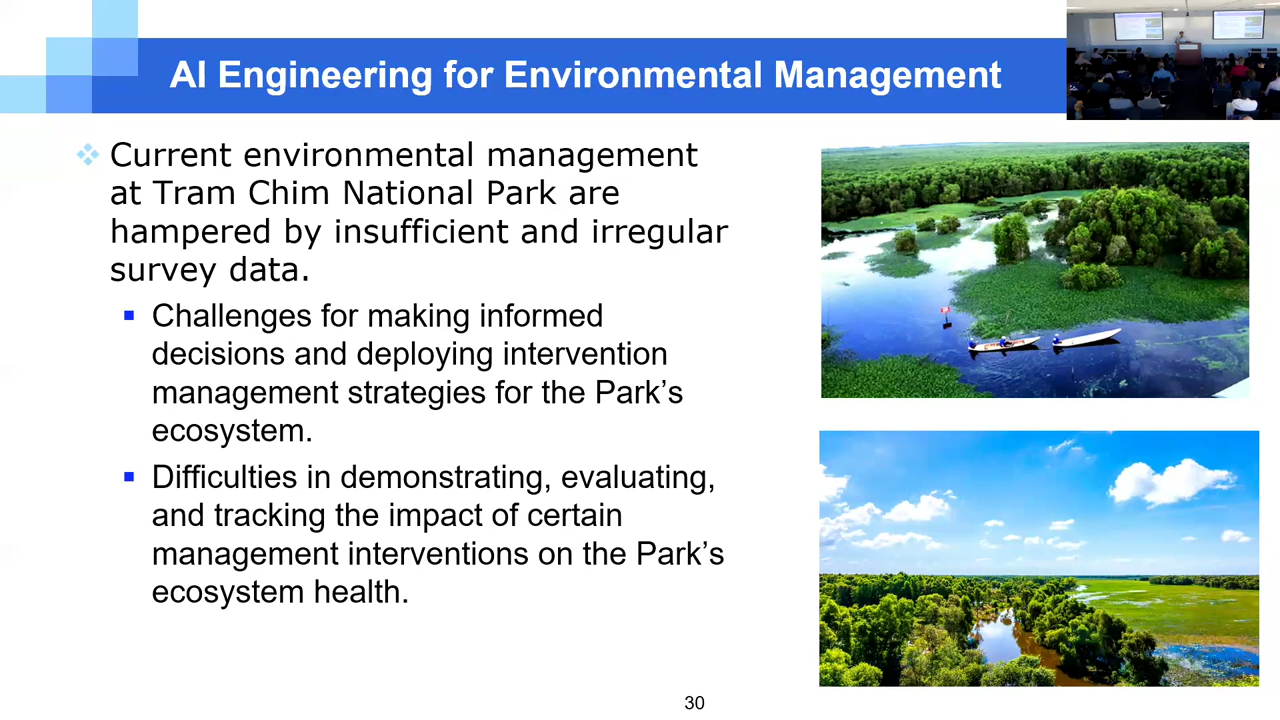 AI Engineering for Environmental Management
Current environmental management
at Tram Chim National Park are
hampered by insufficient and irregular
survey data.
Challenges for making informed
decisions and deploying intervention
management strategies for the Park’s
ecosystem.
Difficulties in demonstrating, evaluating,
and tracking the impact of certain
management interventions on the Park’s
ecosystem health.
30